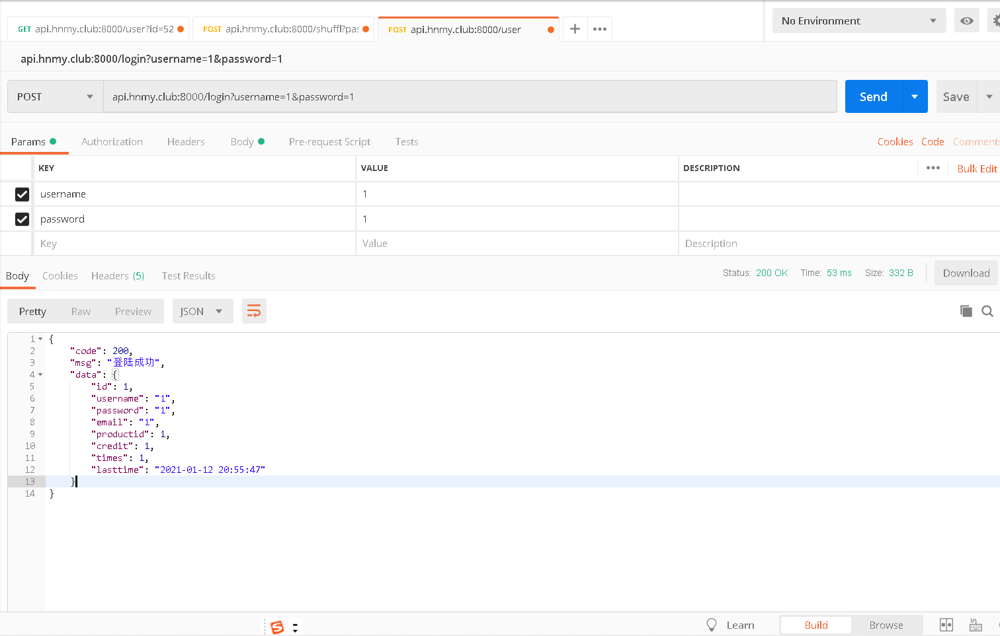 GET api.hnmy.club:8000/user?id=52
POST api.hnmy.club:8000/shuffl?pas
POST api.hnmy.club:8000/user
No Environment
api.hnmy.club:8000/login?username=1&password=1
POST api.hnmy.club:8000/login?username=1&password=1 Send Save
Params Authorization Headers Body Pre-request Script Tests Cookies Code Comments
KEY VALUE DESCRIPTION Bulk Edit
username 1
password 1
Key Value Description
Body Cookies Headers (5) Test Results Status: 200 OK Time: 53 ms Size: 332 B Download
Pretty Raw Preview JSON
1 {
2 "code": 200,
3 "msg": "登陆成功",
4 "data": {
5 "id": 1,
6 "username": "1",
7 "password": "1",
8 "email": "1",
9 "productid": 1,
10 "credit": 1,
11 "times": 1,
12 "lasttime": "2021-01-12 20:55:47"
13 }
14 }
Learn Build Browse